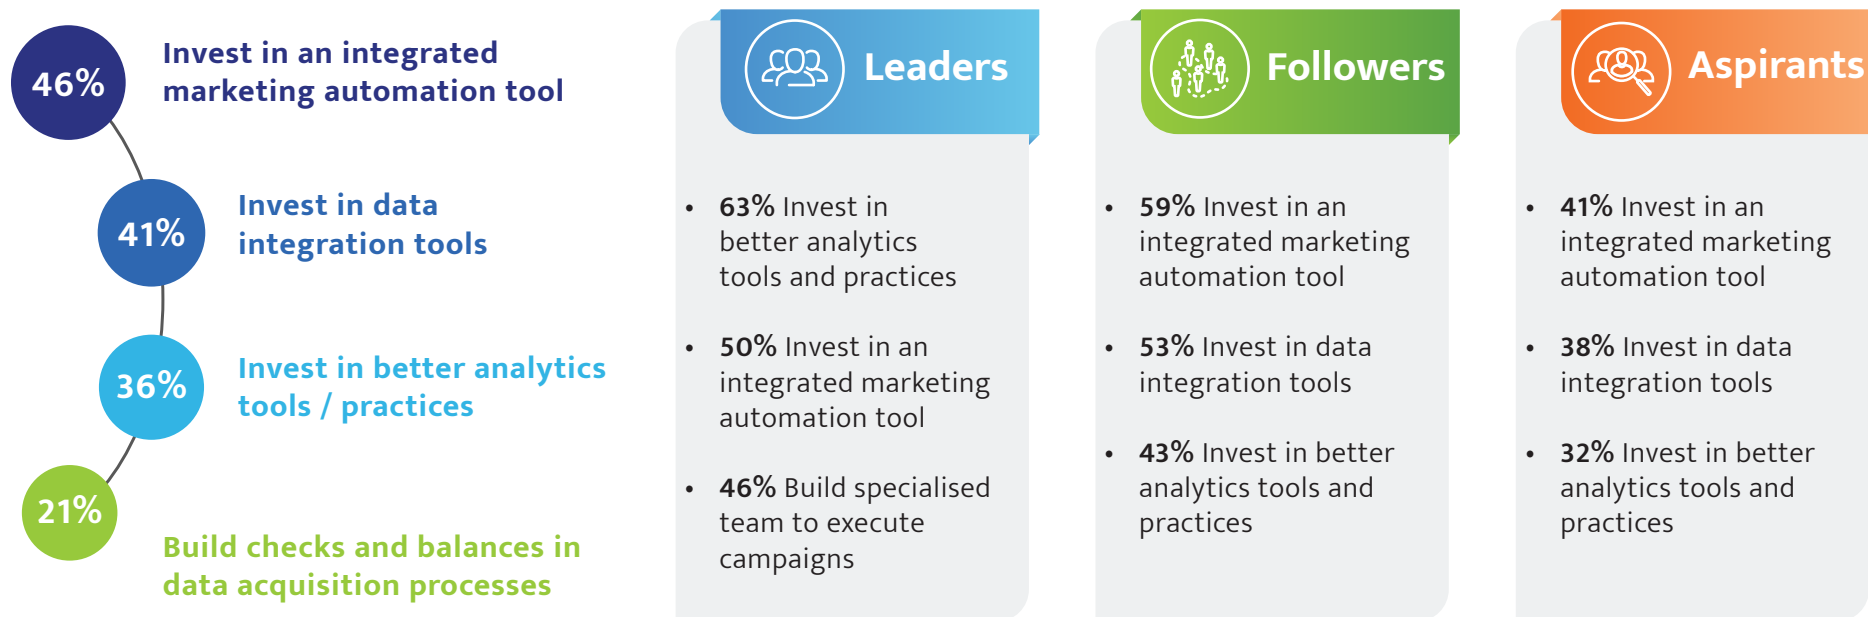 46%
Invest in an integrated
marketing automation tool
41%
Invest in data
integration tools
36%
Invest in better analytics
tools / practices
21%
Build checks and balances in
data acquisition processes
Leaders
• 63% Invest in
better analytics
tools and practices
• 50% Invest in an
integrated marketing
automation tool
• 46% Build specialised
team to execute
campaigns
Followers
• 59% Invest in an
integrated marketing
automation tool
• 53% Invest in data
integration tools
• 43% Invest in better
analytics tools and
practices
Aspirants
• 41% Invest in an
integrated marketing
automation tool
• 38% Invest in data
integration tools
• 32% Invest in better
analytics tools and
practices